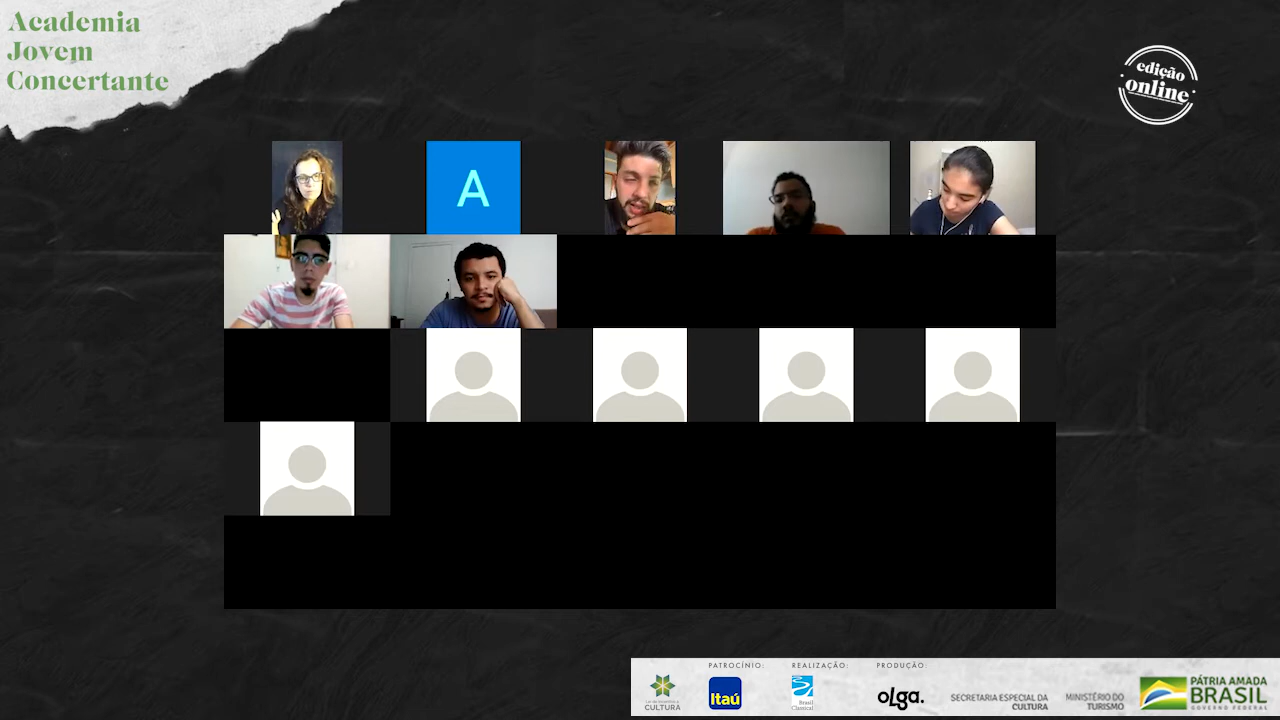 Academia
Jovem
Concertante
edição
online
A
PATROCÍNIO:
REALIZAÇÃO:
PRODUÇÃO:
CULTURA
Itaú
Brasil
Classical
olga.
SECRETARIA ESPECIAL DA
CULTURA
MINISTÉRIO DO
TURISMO
PÁTRIA AMADA
BRASIL
GOVERNO FEDERAL